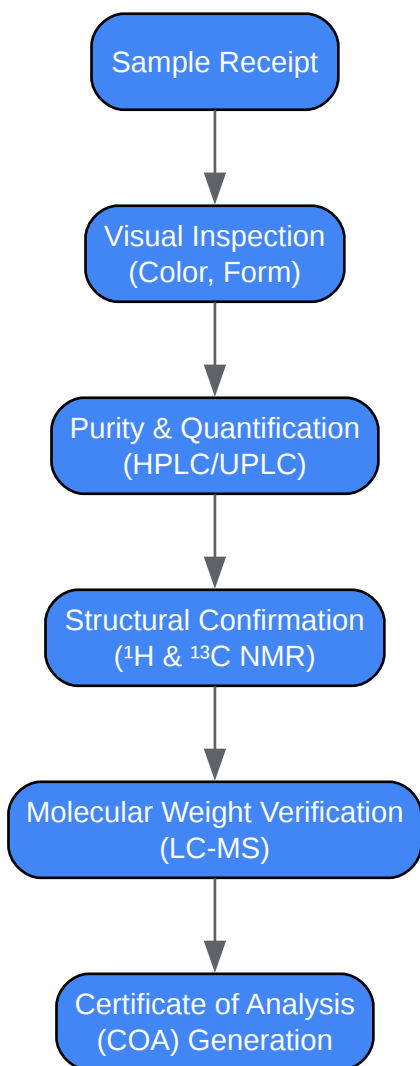 Sample Receipt
Visual Inspection
(Color, Form)
Purity & Quantification
(HPLC/UPLC)
Structural Confirmation
(¹H & ¹³C NMR)
Molecular Weight Verification
(LC-MS)
Certificate of Analysis
(COA) Generation